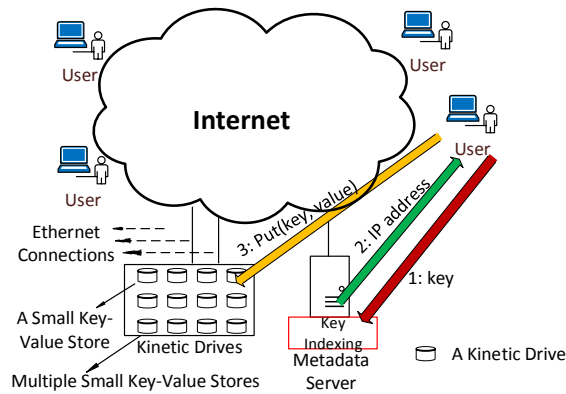 User
User
Internet
User
User
Ethernet
Connections
3: Put(key, value)
2: IP address
1: key
A Small Key-
Value Store
Kinetic Drives
Multiple Small Key-Value Stores
Key
Indexing
Metadata
Server
A Kinetic Drive